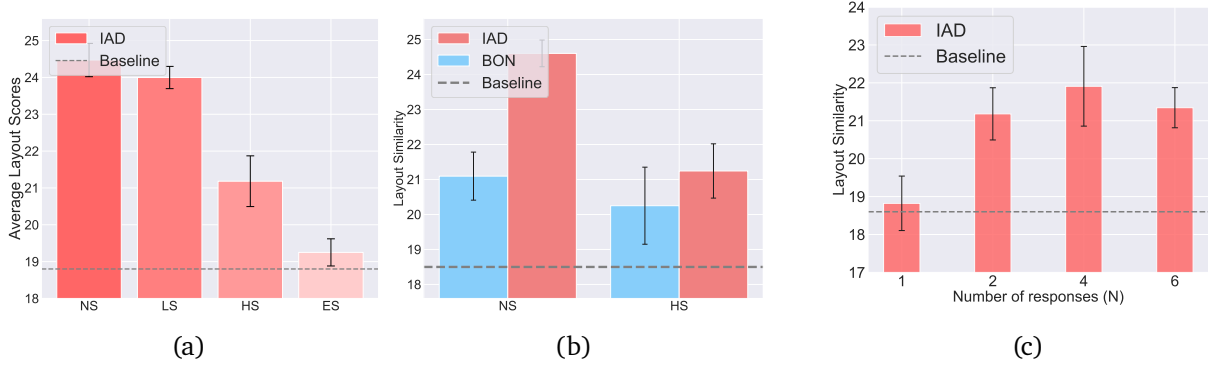 IAD
Baseline
Average Layout Scores
25
24
23
22
21
20
19
18
NS LS HS ES
(a)
IAD
BON
Baseline
Layout Similarity
25
24
23
22
21
20
19
18
NS HS
(b)
IAD
Baseline
Layout Similarity
24
23
22
21
20
19
18
17
1 2 4 6
Number of responses (N)
(c)